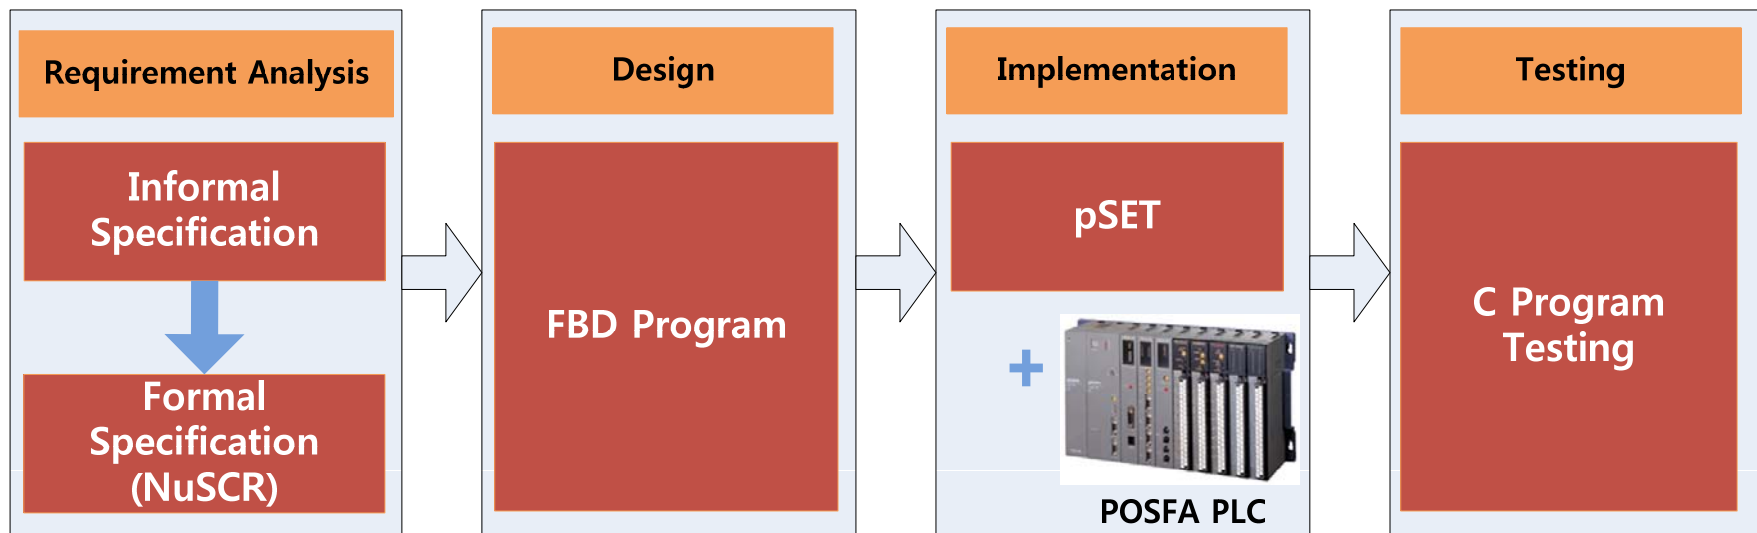 Requirement Analysis
Informal
Specification
Formal
Specification
(NuSCR)
Design
FBD Program
Implementation
pSET
+
POSFA PLC
Testing
C Program
Testing